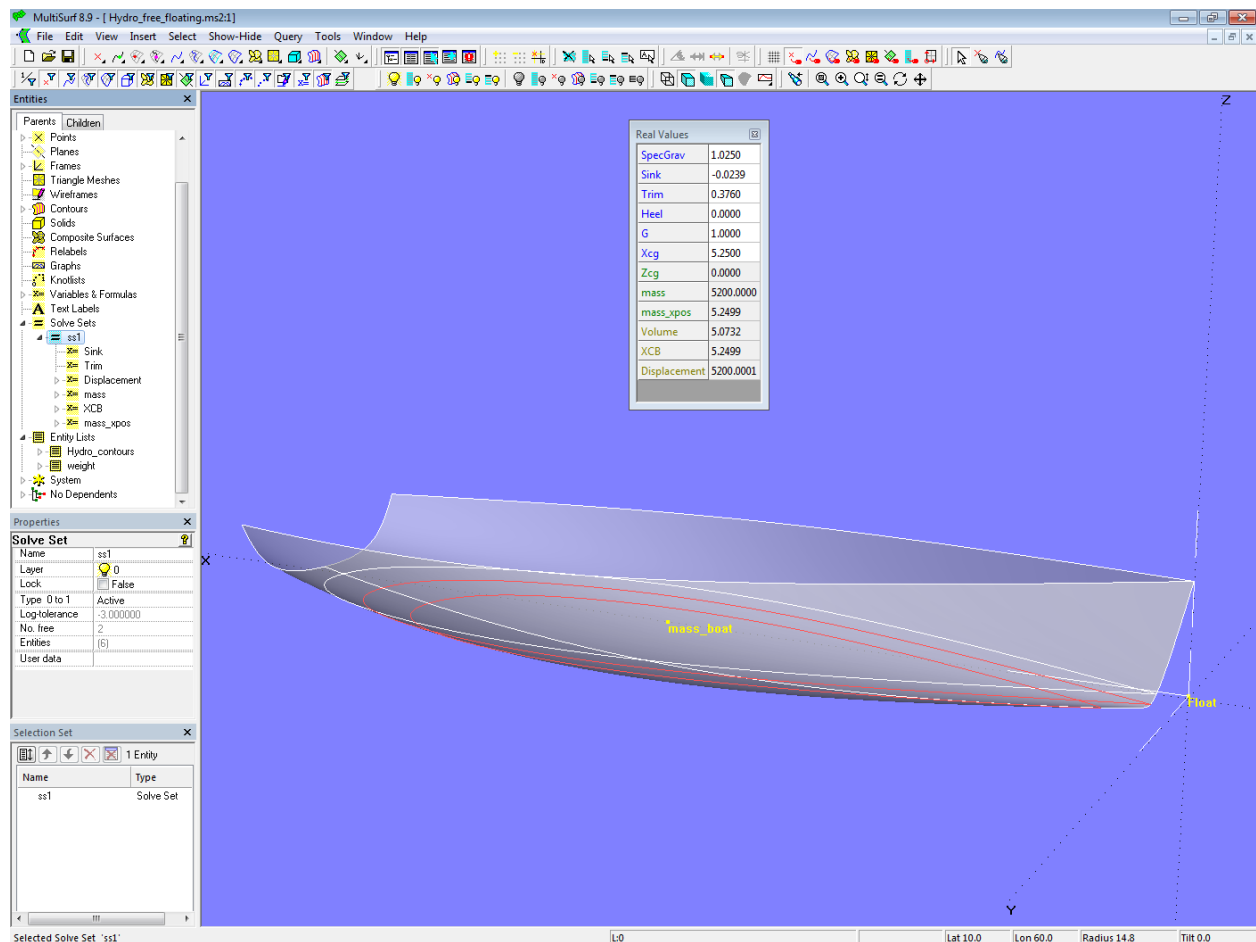 MultiSurf 8.9 - [ Hydro_free_floating.ms2:1]
File Edit View Insert Select Show-Hide Query Tools Window Help
Entities
Parents Children
Points
Planes
Frames
Triangle Meshes
Wireframes
Contours
Solids
Composite Surfaces
Relabels
Graphs
Knotlists
Variables & Formulas
Text Labels
Solve Sets
ss1
Sink
Trim
Displacement
mass
XCB
mass_xpos
Entity Lists
Hydro_contours
weight
System
No Dependents
Properties
Solve Set
Name ss1
Layer 0
Lock False
Type 0 to 1 Active
Log-tolerance -3.000000
No. free 2
Entities (6)
User data
Selection Set
1 Entity
Name Type
ss1 Solve Set
Real Values
SpecGrav 1.0250
Sink -0.0239
Trim 0.3760
Heel 0.0000
G 1.0000
Xcg 5.2500
Zcg 0.0000
mass 5200.0000
mass_xpos 5.2499
Volume 5.0732
XCB 5.2499
Displacement 5200.0001
Z
X
mass_boat
Float
Y
Selected Solve Set 'ss1' L:0 Lat 10.0 Lon 60.0 Radius 14.8 Tilt 0.0